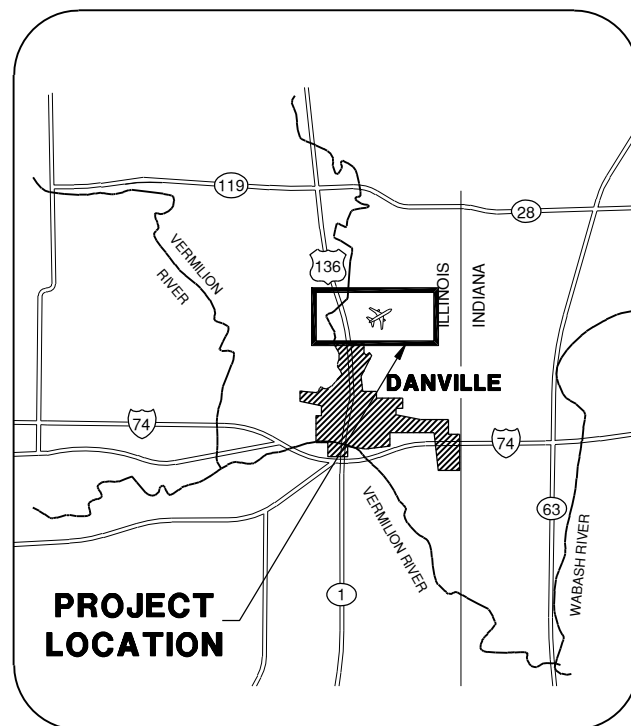 119
28
VERMILION
RIVER
136
ILLINOIS
INDIANA
DANVILLE
74
74
63
VERMILION RIVER
WABASH RIVER
1
PROJECT
LOCATION